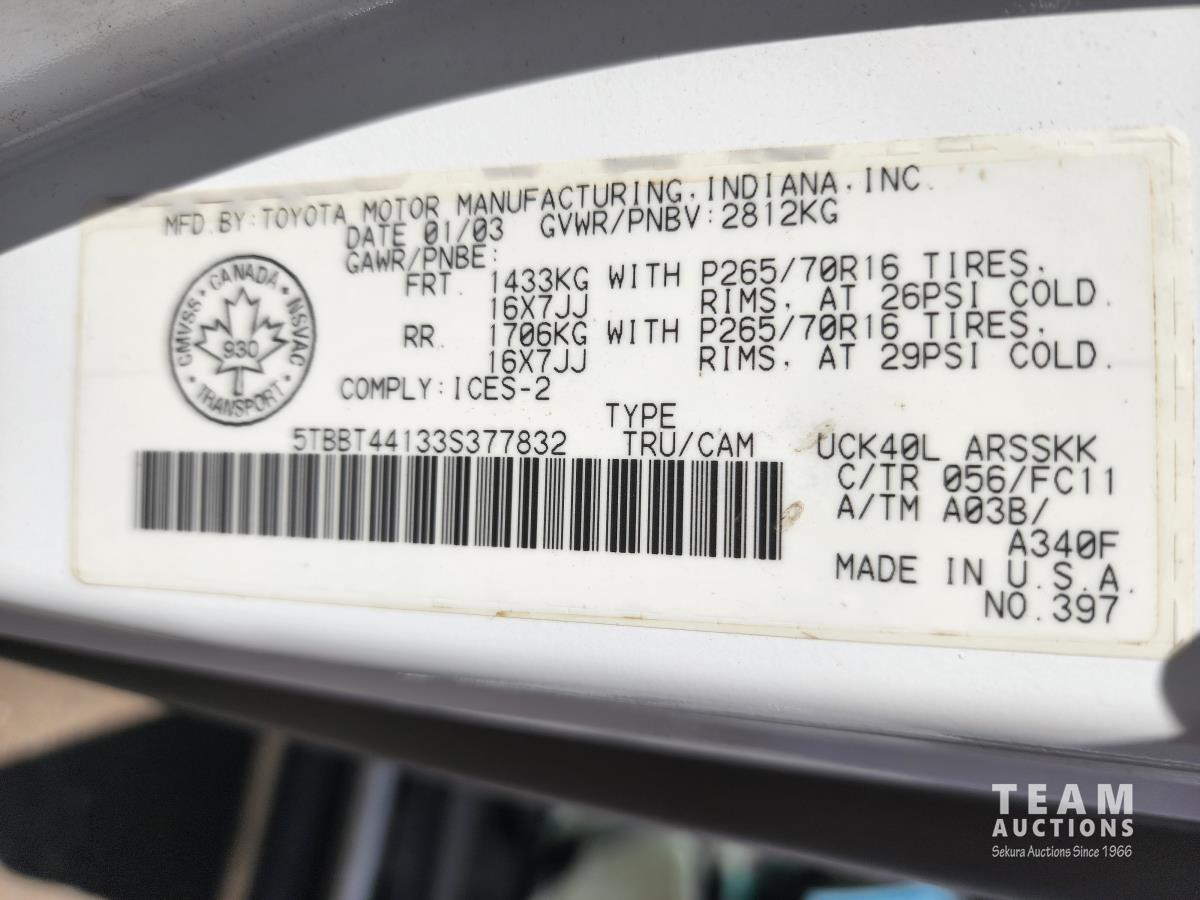 MFD. BY: TOYOTA MOTOR MANUFACTURING, INDIANA, INC.
DATE 01/03 GVWR/PNBV: 2812KG
GAWR/PNBE:
FRT. 1433KG WITH P265/70R16 TIRES,
16X7JJ RIMS, AT 26PSI COLD.
RR. 1706KG WITH P265/70R16 TIRES,
16X7JJ RIMS, AT 29PSI COLD.
CMVSS • CANADA • NSVAC • TRANSPORT •
930
COMPLY: ICES-2
TYPE
5TBBT44133S377832 TRU/CAM UCK40L ARSSKK
C/TR 056/FC11
A/TM A03B/
A340F
MADE IN U.S.A.
NO. 397
TEAM
AUCTIONS
Sekura Auctions Since 1966